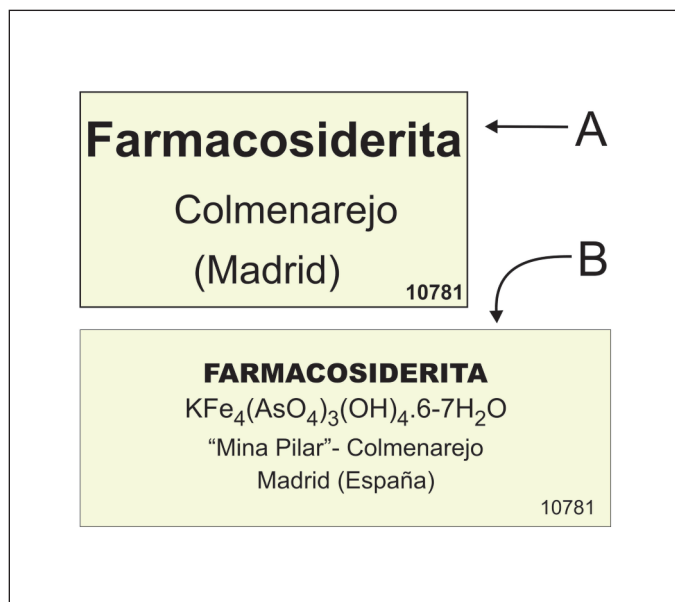 Farmacosiderita
A
Colmenarejo
(Madrid)
10781
B
FARMACOSIDERITA
KFe₄(AsO₄)₃(OH)₄.6-7H₂O
“Mina Pilar”- Colmenarejo
Madrid (España)
10781